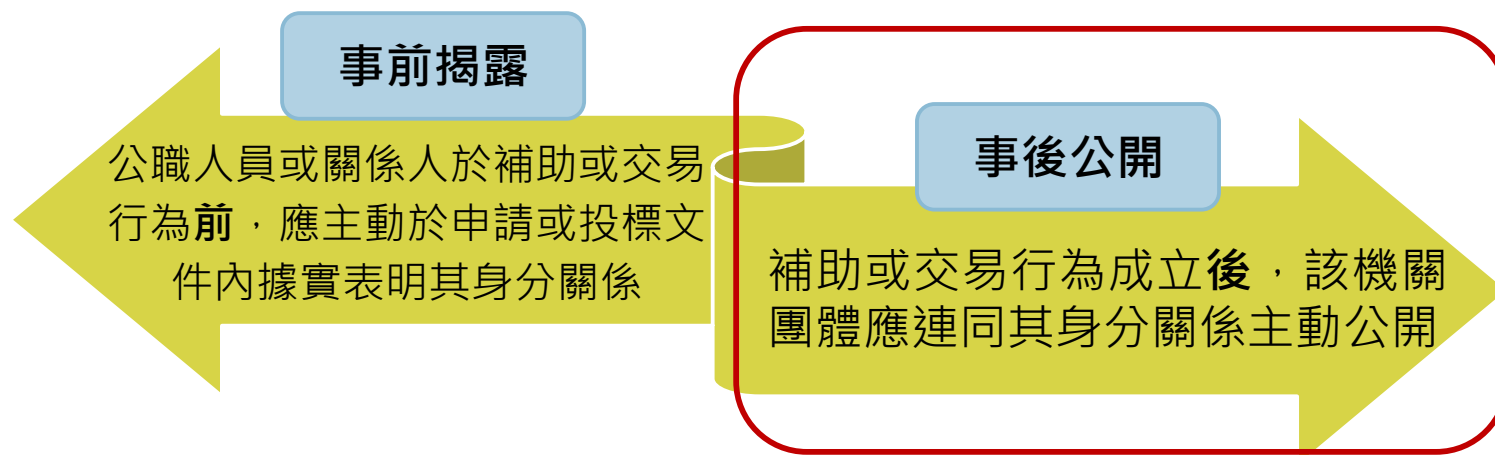 事前揭露
公職人員或關係人於補助或交易
行為前，應主動於申請或投標文
件內據實表明其身分關係
事後公開
補助或交易行為成立後，該機關
團體應連同其身分關係主動公開